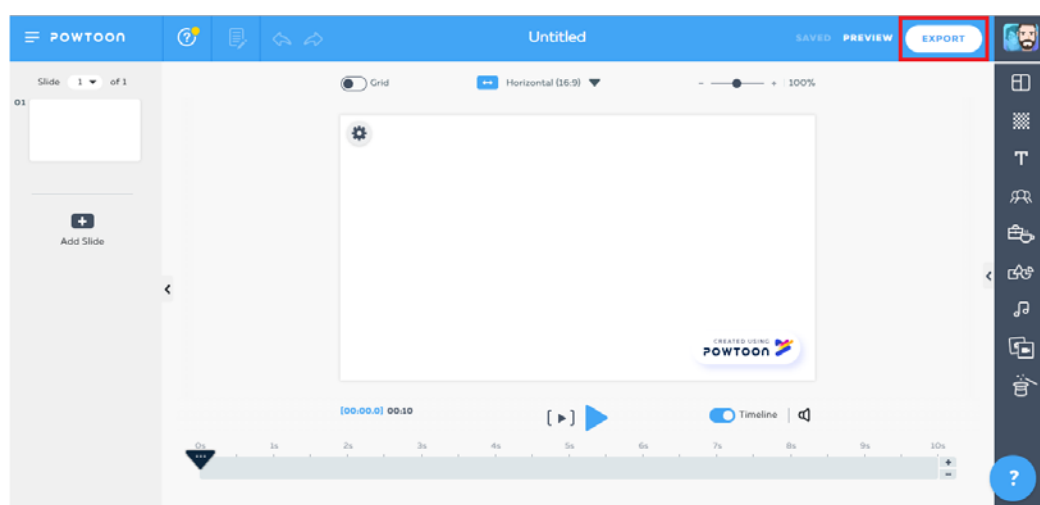 POWTOON
Untitled
SAVED PREVIEW EXPORT
Slide 1 of 1
Grid
Horizontal (16:9)
- + 100%
01
Add Slide
CREATED USING
POWTOON
[00:00.0] 00:10
Timeline
0s 1s 2s 3s 4s 5s 6s 7s 8s 9s 10s
+
-
?